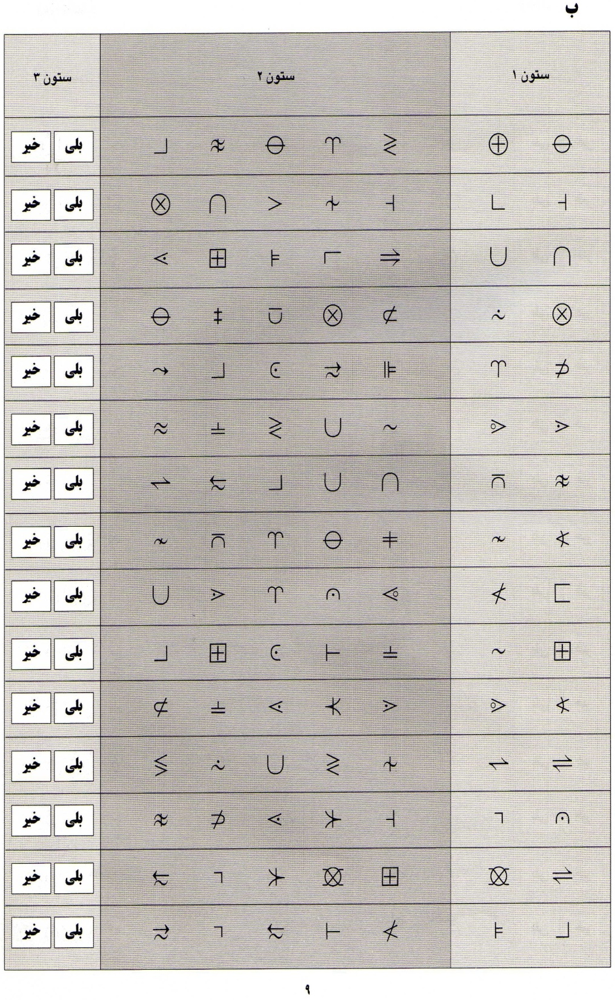 ب
ستون ۱ ستون ۲ ستون ۳
⊖ ⊕ ⋛ ♈ ⊖ ≋ ⅃ بلی خیر
⊣ ∟ ⊣ ≁ > ∩ ⊗ بلی خیر
∩ ∪ ⇌ Γ ⊧ ⊞ ⋖ بلی خیر
⊗ ⩪ ⊄ ⊗ ⊽ ‡ ⊖ بلی خیر
⊅ ♈ ⊫ ⥲ ⋲ ⅃ ⤳ بلی خیر
⋗ ⩺ ∼ ∪ ⋛ ⫨ ≈ بلی خیر
≉ ⩃ ∩ ∪ ⅃ ⭉ ⇌ بلی خیر
∢ ≁ ‡ ⊖ ♈ ⩃ ≁ بلی خیر
⊏ ≮ ⩹ ⩀ ♈ ⋗ ∪ بلی خیر
⊞ ∼ ⫨ ⊢ ⋲ ⊞ ⅃ بلی خیر
∢ ⩺ ⋗ ⊀ ⋖ ⫨ ⊄ بلی خیر
⇌ ↽ ≁ ⋛ ∪ ⩪ ⋚ بلی خیر
⩀ ¬ ⊣ ≻ ⋖ ⊅ ≉ بلی خیر
⇌ ⊗ ⊞ ⊗ ≻ ¬ ⭉ بلی خیر
⅃ ⊧ ≮ ⊢ ⭉ ¬ ⥲ بلی خیر
۹